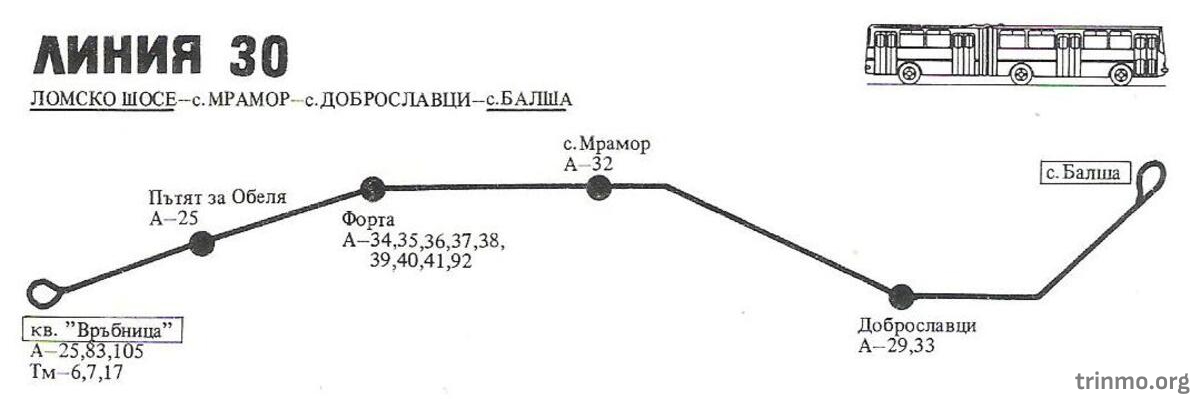 ЛИНИЯ 30
ЛОМСКО ШОСЕ–с.МРАМОР–с.ДОБРОСЛАВЦИ–с.БАЛША
с.Мрамор
А–32
с.Балша
Пътят за Обеля
А–25
Форта
А–34,35,36,37,38,
39,40,41,92
кв. "Връбница"
А–25,83,105
Тм–6,7,17
Доброславци
А–29,33
trinmo.org